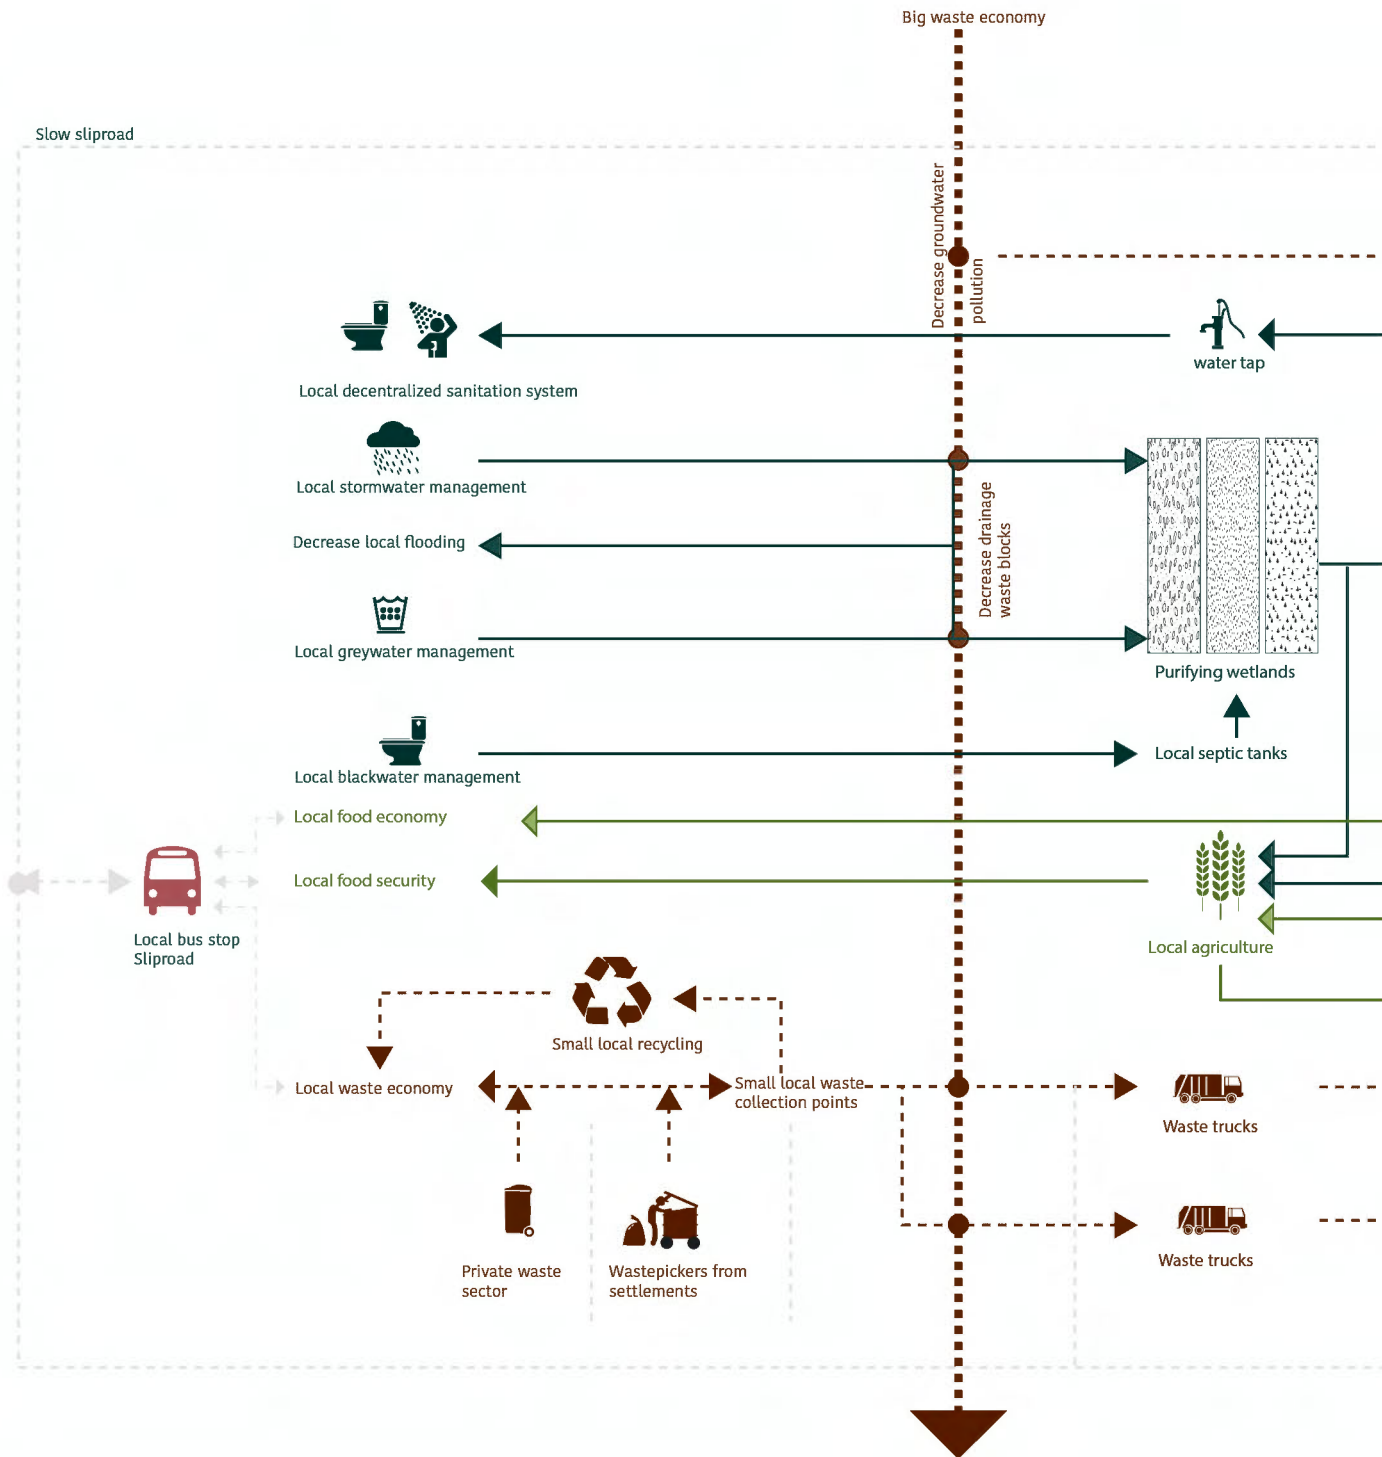 Big waste economy
Slow sliproad
Decrease groundwater
pollution
water tap
Local decentralized sanitation system
Local stormwater management
Decrease drainage
waste blocks
Decrease local flooding
Local greywater management
Purifying wetlands
Local septic tanks
Local blackwater management
Local food economy
Local food security
Local bus stop
Sliproad
Local agriculture
Small local recycling
Local waste economy
Small local waste
collection points
Waste trucks
Private waste
sector
Wastepickers from
settlements
Waste trucks